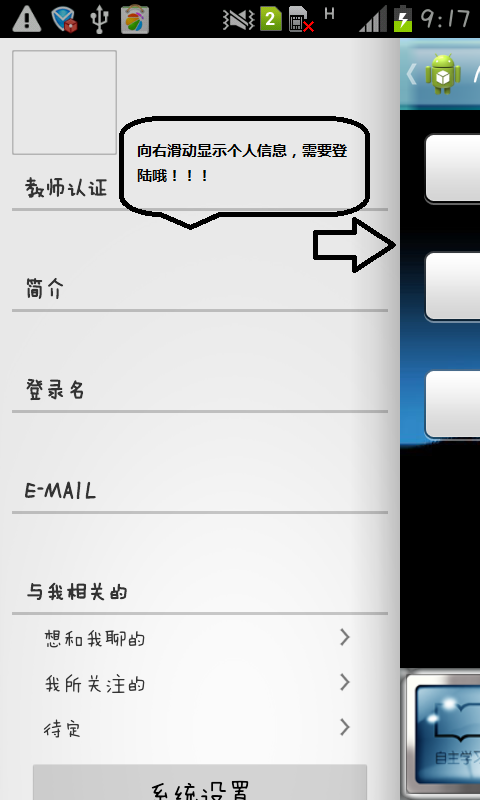 2
H
9:17
向右滑动显示个人信息，需要登
陆哦！！！
教师认证
简介
登录名
E-MAIL
与我相关的
想和我聊的
我所关注的
待定
系统设置
自主学习